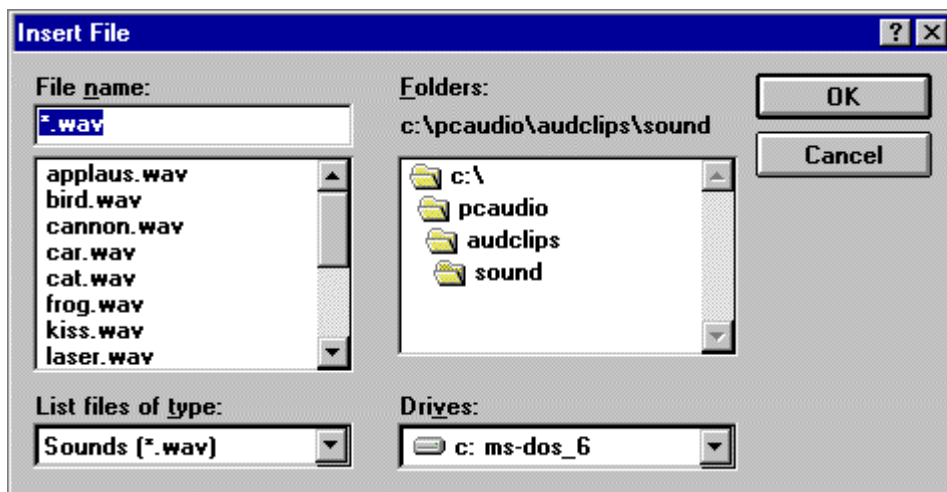 Insert File
File name:
*.wav
applaus.wav
bird.wav
cannon.wav
car.wav
cat.wav
frog.wav
kiss.wav
laser.wav
List files of type:
Sounds (*.wav)
Folders:
c:\pcaudio\audclips\sound
c:\
pcaudio
audclips
sound
Drives:
c: ms-dos_6
OK
Cancel